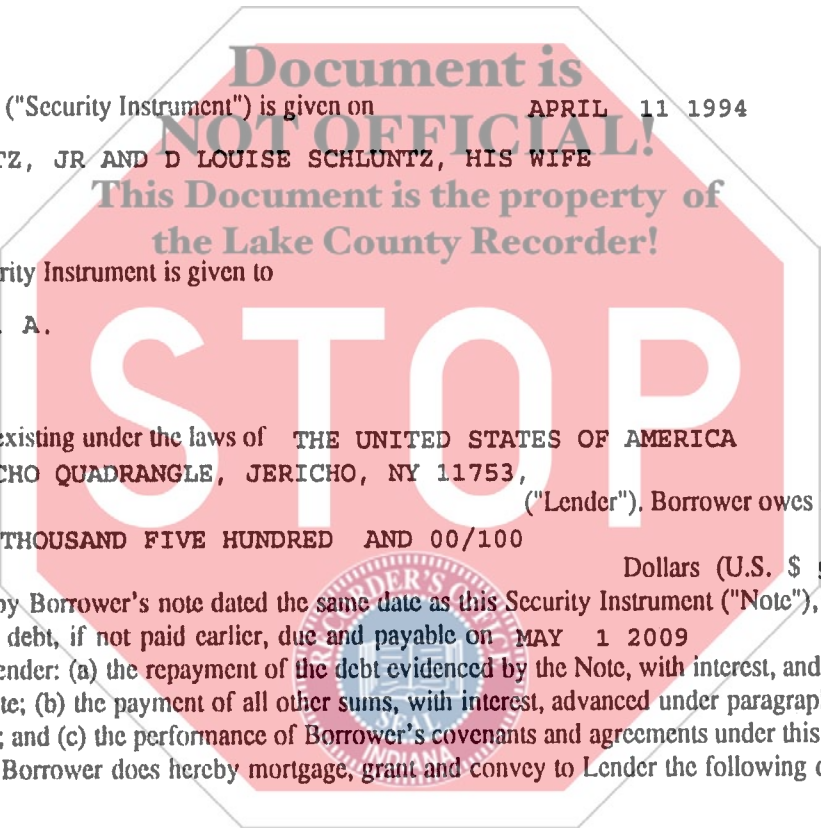 Document is
("Security Instrument") is given on APRIL 11 1994
NOT OFFICIAL!
TZ, JR AND D LOUISE SCHLUNTZ, HIS WIFE
This Document is the property of
the Lake County Recorder!
rity Instrument is given to
. A.
STOP
existing under the laws of THE UNITED STATES OF AMERICA
CHO QUADRANGLE, JERICHO, NY 11753,
("Lender"). Borrower owes
THOUSAND FIVE HUNDRED AND 00/100
Dollars (U.S. $
by Borrower's note dated the same date as this Security Instrument ("Note"),
debt, if not paid earlier, due and payable on MAY 1 2009
ender: (a) the repayment of the debt evidenced by the Note, with interest, and
te; (b) the payment of all other sums, with interest, advanced under paragrap
; and (c) the performance of Borrower's covenants and agreements under this
Borrower does hereby mortgage, grant and convey to Lender the following
RECORDER'S OFFICE
SEAL
INDIANA